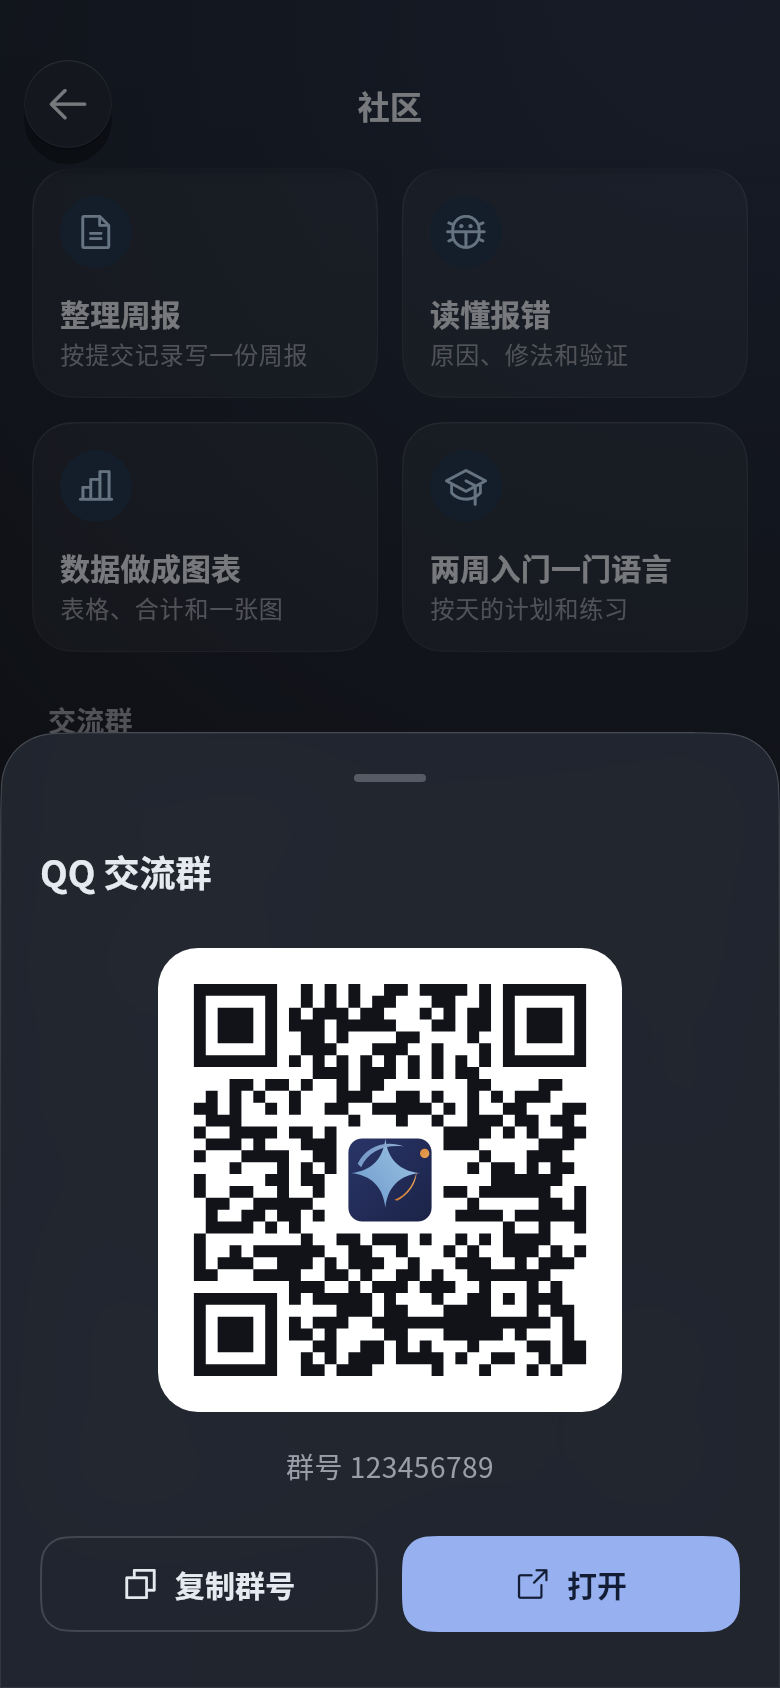 社区
整理周报
按提交记录写一份周报
读懂报错
原因、修法和验证
数据做成图表
表格、合计和一张图
两周入门一门语言
按天的计划和练习
交流群
QQ 交流群
群号 123456789
复制群号
打开